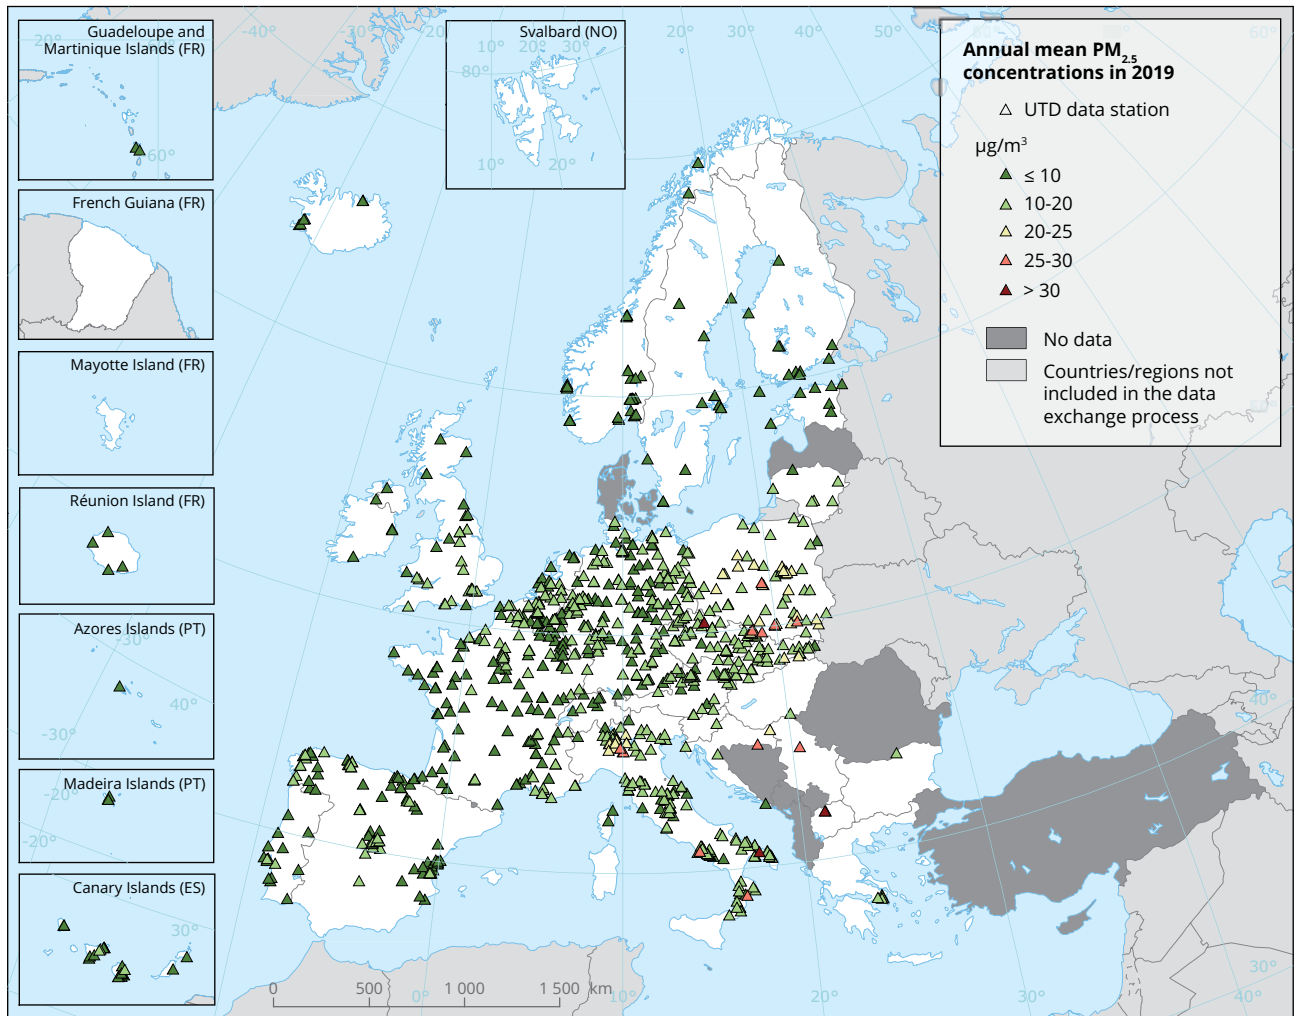 Guadeloupe and
Martinique Islands (FR)
60°
French Guiana (FR)
Mayotte Island (FR)
Réunion Island (FR)
Azores Islands (PT)
-30°
40°
-30°
Madeira Islands (PT)
-20°
-20°
Canary Islands (ES)
30°
Svalbard (NO)
10° 20° 30°
80°
10° 20°
20°
-40°
-30°
20°
30°
40°
50°
60°
Annual mean PM2.5
concentrations in 2019
UTD data station
µg/m³
≤ 10
10-20
20-25
25-30
> 30
No data
Countries/regions not
included in the data
exchange process
50°
0 500 1 000 1 500 km
0°
10°
20°
30°
40°
30°